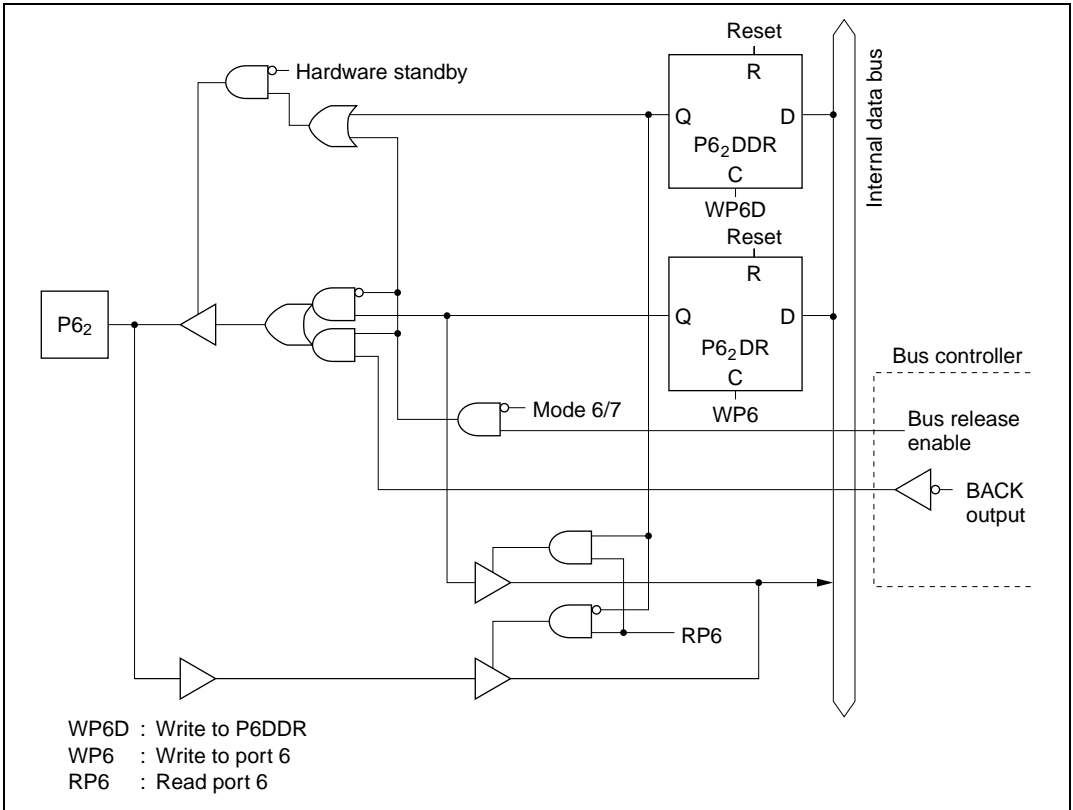 Reset
Hardware standby
R
Q
D
P6₂DDR
C
WP6D
Internal data bus
Reset
R
P6₂
Q
D
P6₂DR
C
WP6
Bus controller
Mode 6/7
Bus release
enable
BACK
output
RP6
WP6D : Write to P6DDR
WP6 : Write to port 6
RP6 : Read port 6